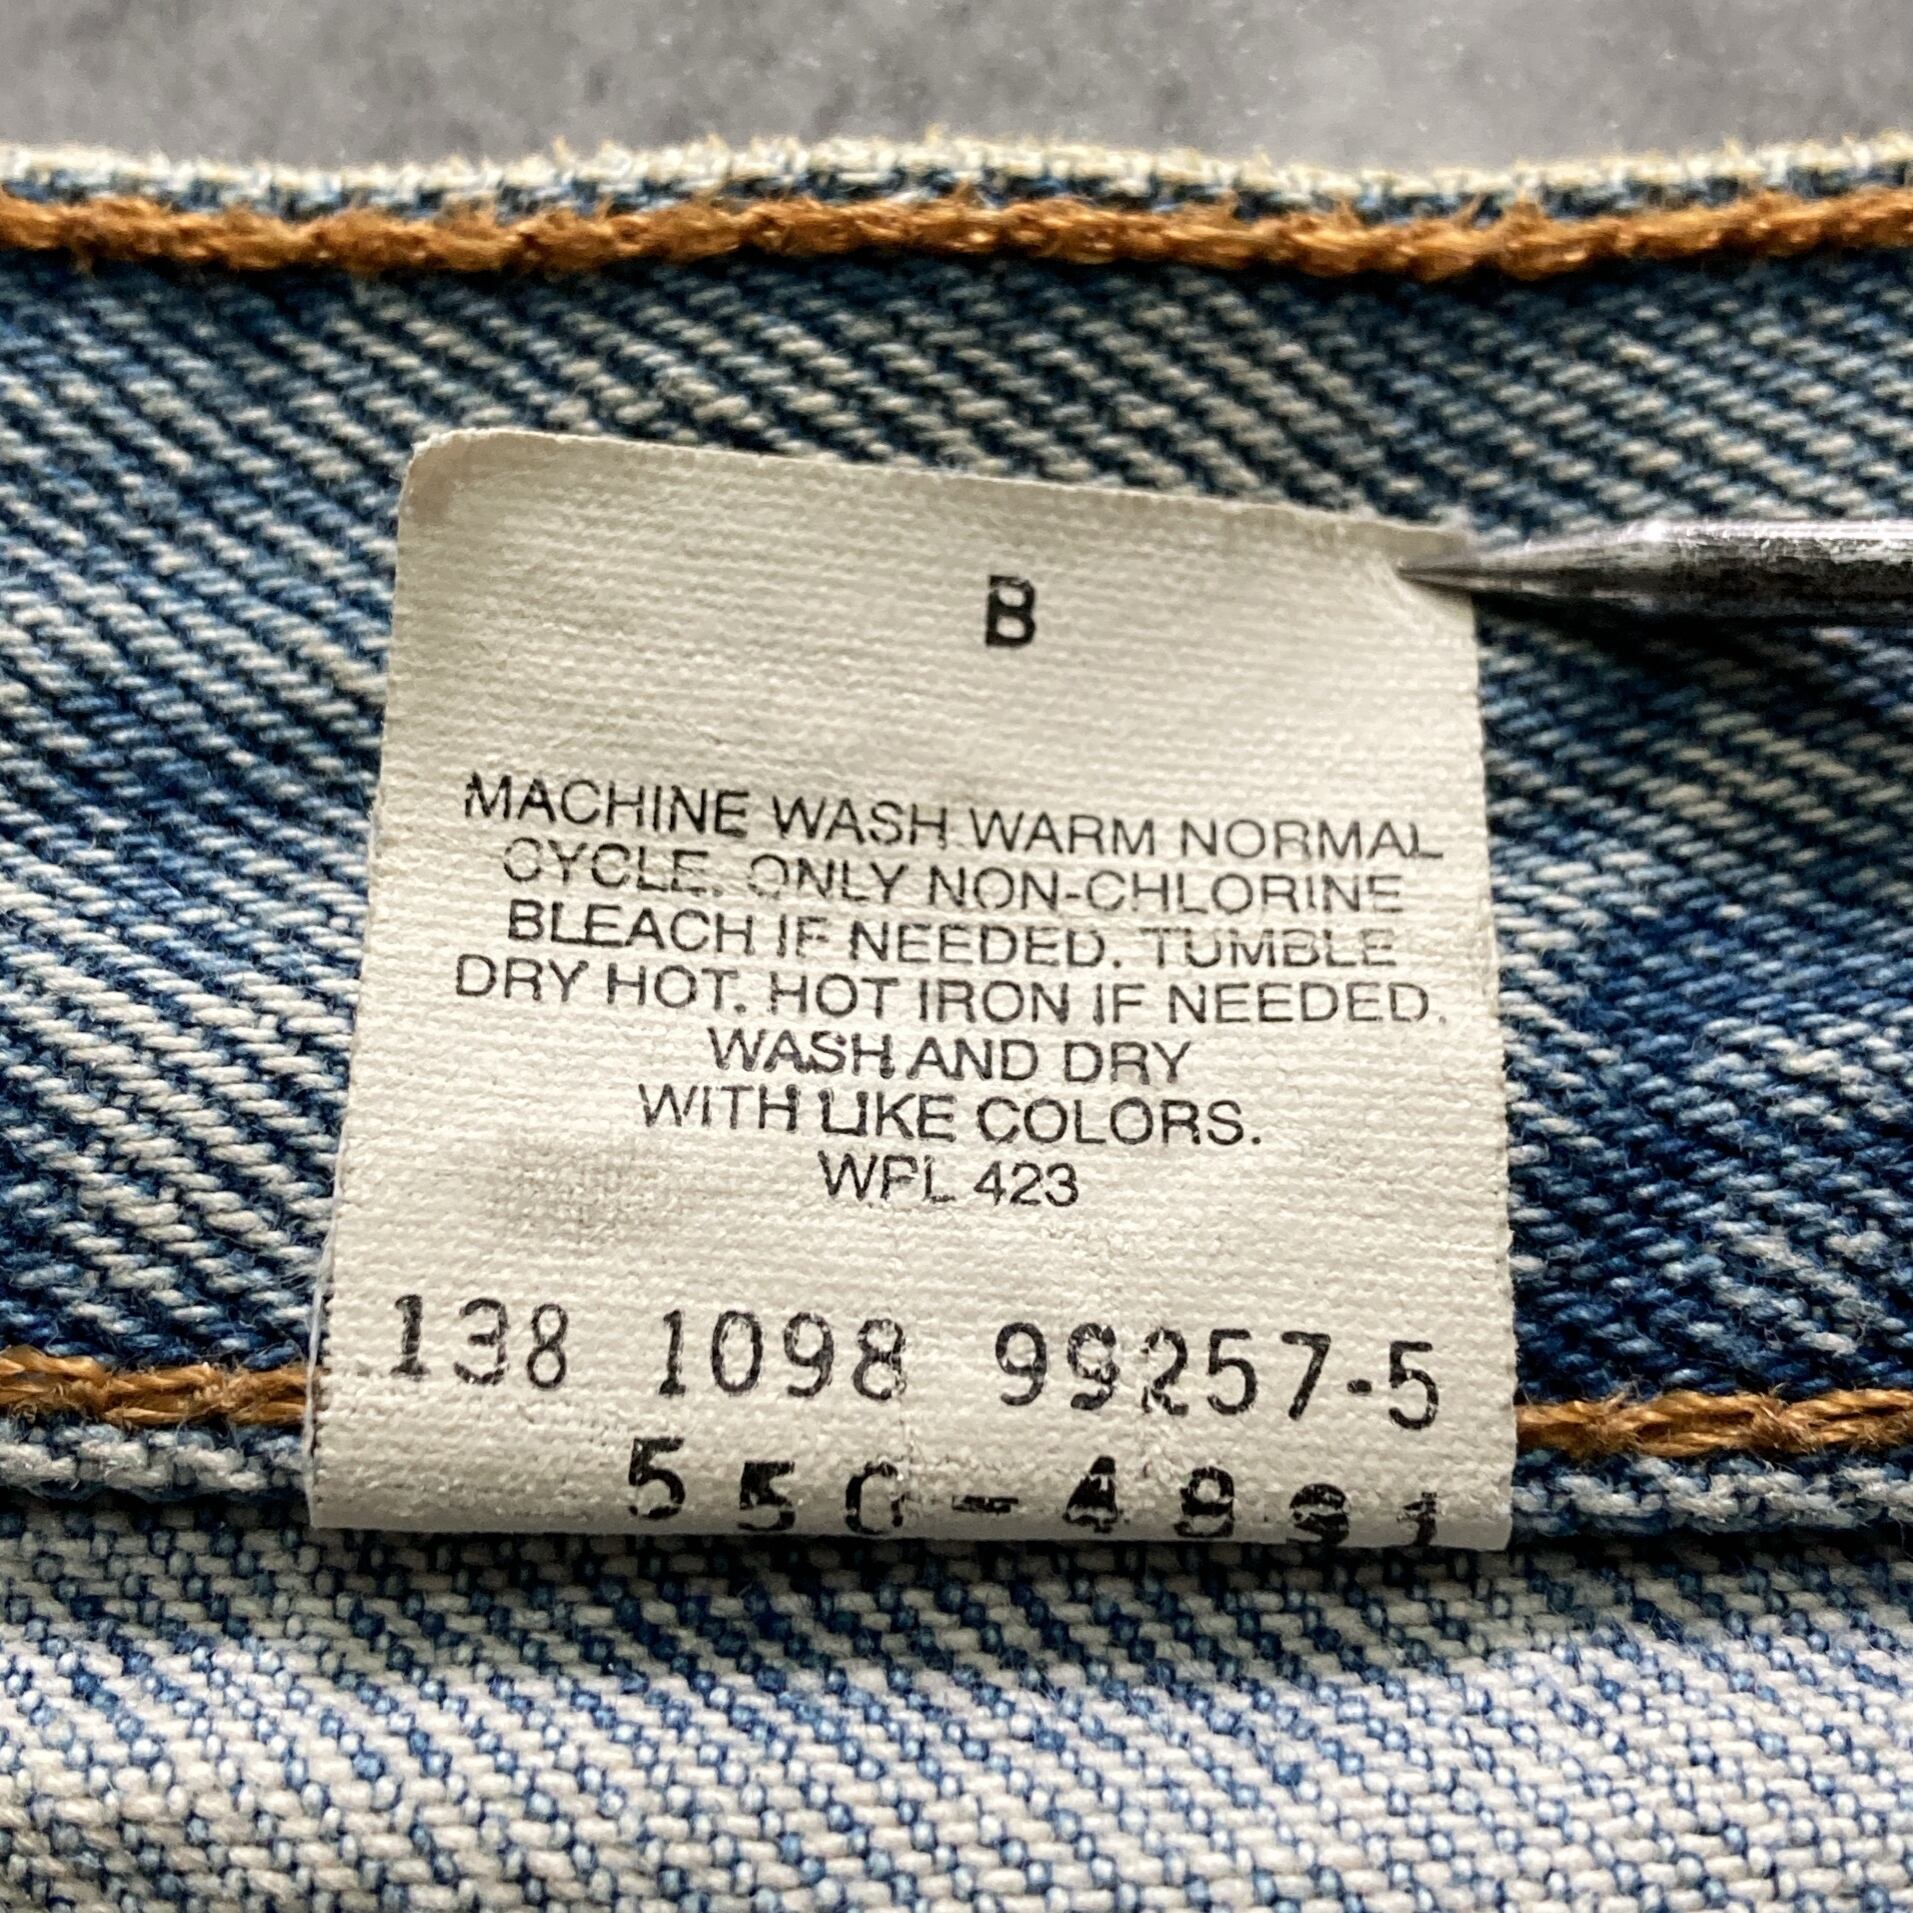 B
MACHINE WASH WARM NORMAL
CYCLE. ONLY NON-CHLORINE
BLEACH IF NEEDED. TUMBLE
DRY HOT. HOT IRON IF NEEDED.
WASH AND DRY
WITH LIKE COLORS.
WPL 423
138 1098 99257-5